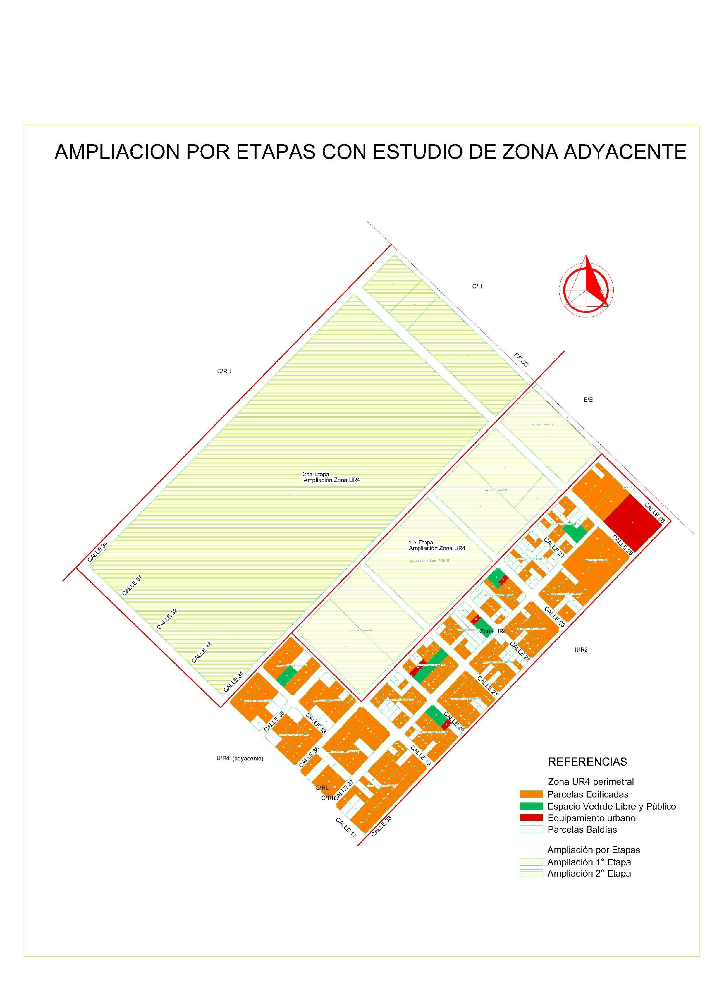 AMPLIACION POR ETAPAS CON ESTUDIO DE ZONA ADYACENTE
C/H
FF.CC
C/RU
E/E
2da Etapa
Ampliación Zona UR4
1ra Etapa
Ampliación Zona UR4
CALLE 26
CALLE 25
CALLE 24
CALLE 23
CALLE 22
CALLE 21
CALLE 20
CALLE 19
CALLE 18
CALLE 17
CALLE 30
CALLE 31
CALLE 32
CALLE 33
CALLE 34
CALLE 35
CALLE 36
CALLE 37
CALLE 38
Zona UR4
U/R2
U/R4 (adyacente)
C/RU
C/RU
REFERENCIAS
Zona UR4 perimetral
Parcelas Edificadas
Espacio Vedrde Libre y Público
Equipamiento urbano
Parcelas Baldías
Ampliación por Etapas
Ampliación 1° Etapa
Ampliación 2° Etapa